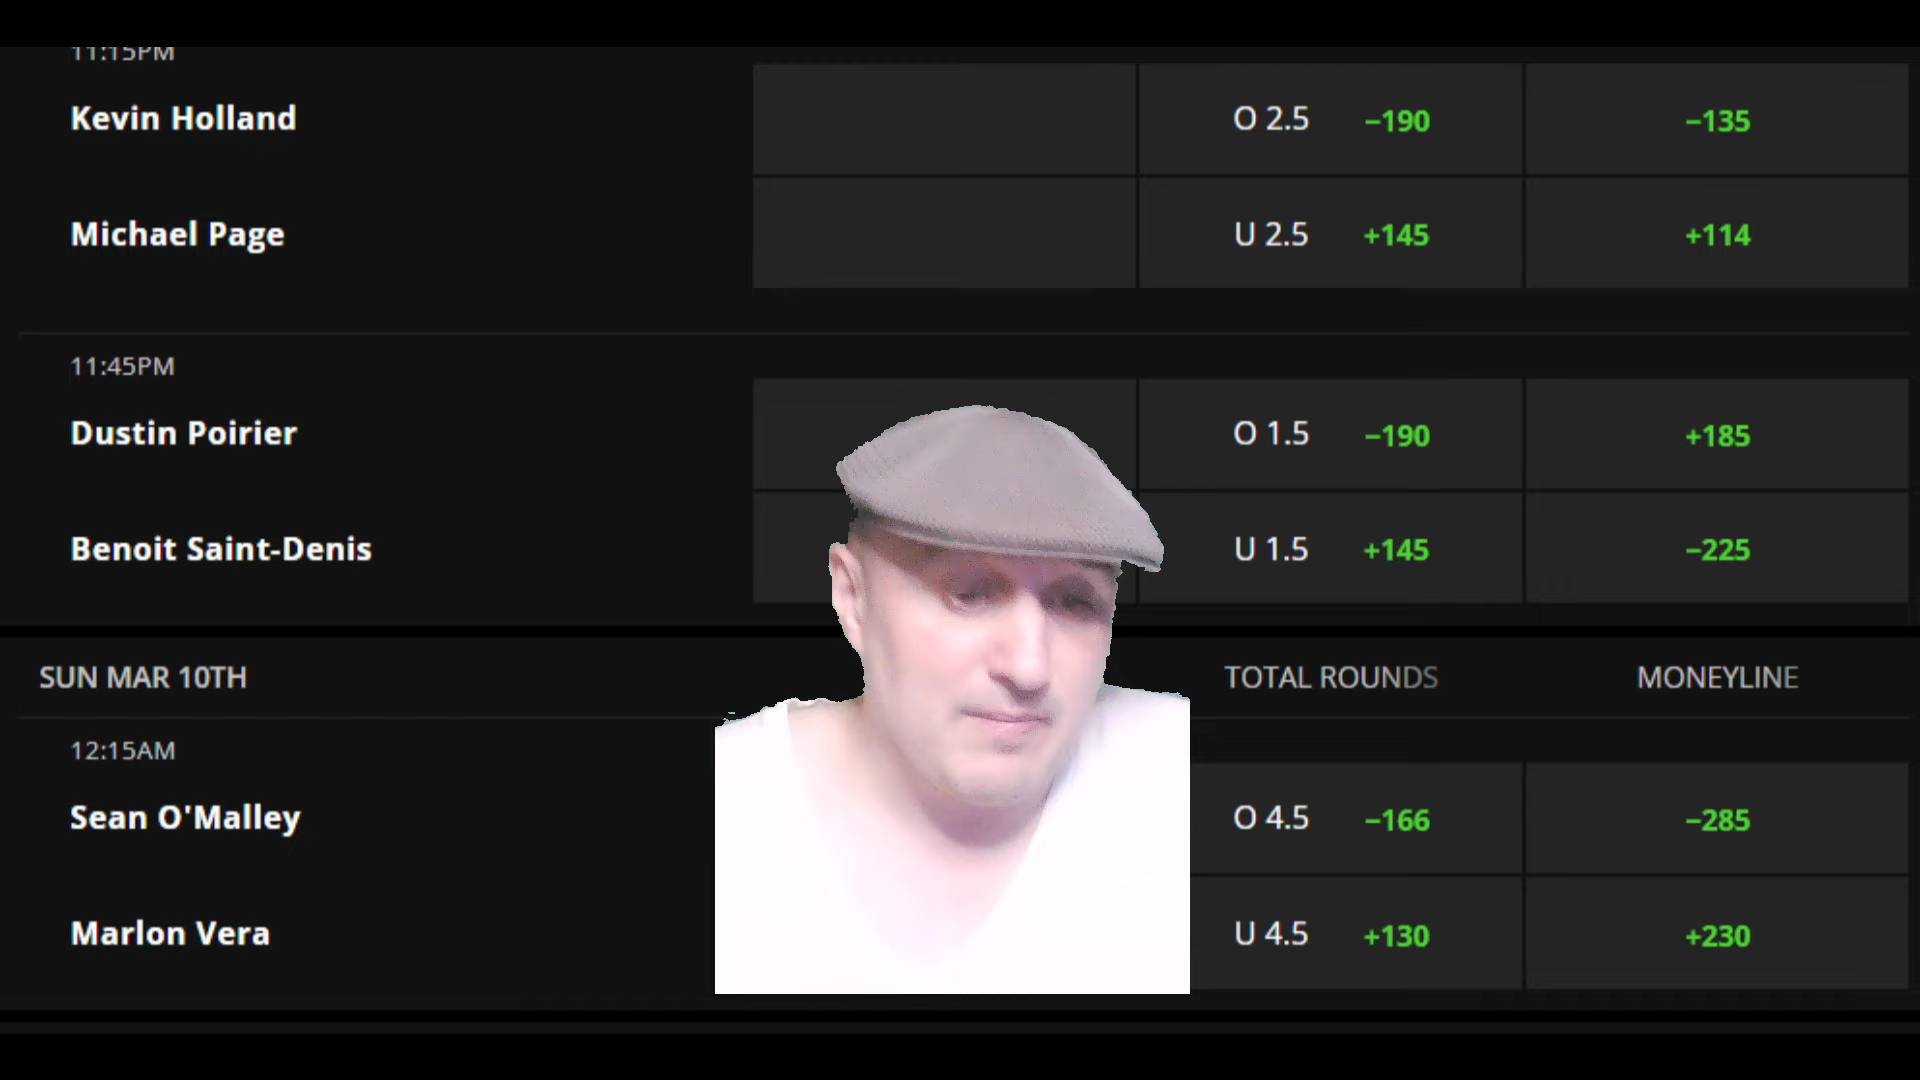 11:15PM
Kevin Holland O 2.5 −190 −135
Michael Page U 2.5 +145 +114
11:45PM
Dustin Poirier O 1.5 −190 +185
Benoit Saint-Denis U 1.5 +145 −225
SUN MAR 10TH TOTAL ROUNDS MONEYLINE
12:15AM
Sean O'Malley O 4.5 −166 −285
Marlon Vera U 4.5 +130 +230